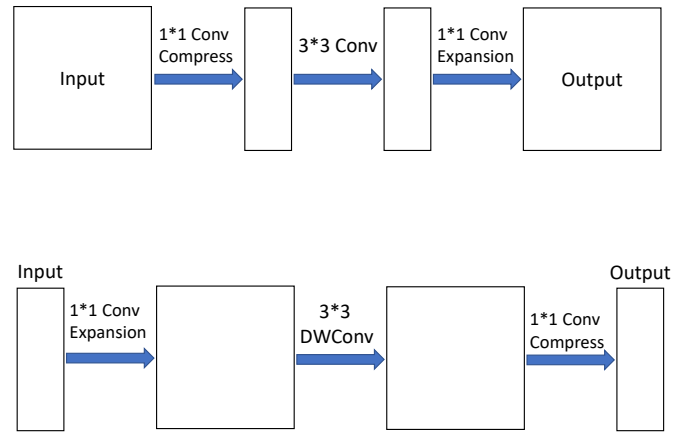 1*1 Conv
Compress
3*3 Conv
1*1 Conv
Expansion
Input
Output
Input
Output
1*1 Conv
Expansion
3*3
DWConv
1*1 Conv
Compress